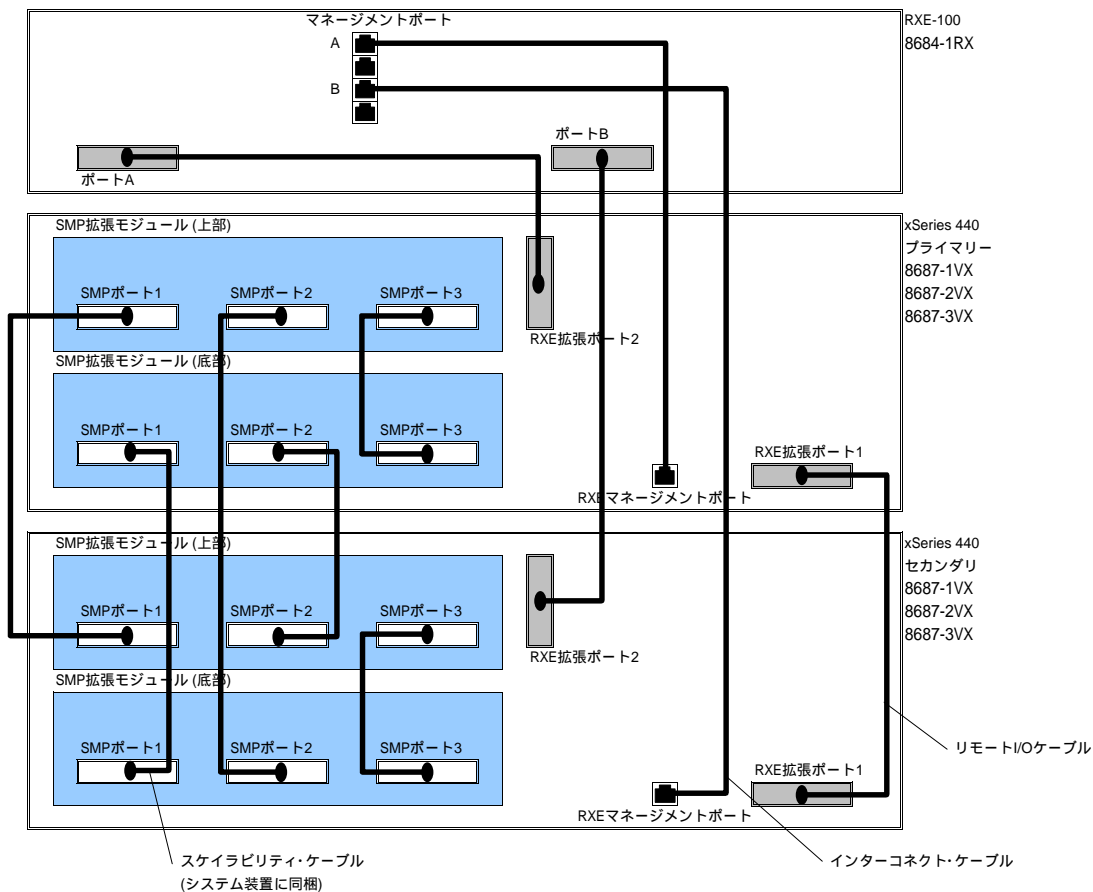 マネージメントポート
A
B
ポートA
ポートB
RXE-100
8684-1RX
SMP拡張モジュール (上部)
SMPポート1
SMPポート2
SMPポート3
RXE拡張ポート2
SMP拡張モジュール (底部)
SMPポート1
SMPポート2
SMPポート3
RXEマネージメントポート
RXE拡張ポート1
xSeries 440
プライマリー
8687-1VX
8687-2VX
8687-3VX
SMP拡張モジュール (上部)
SMPポート1
SMPポート2
SMPポート3
RXE拡張ポート2
SMP拡張モジュール (底部)
SMPポート1
SMPポート2
SMPポート3
RXEマネージメントポート
RXE拡張ポート1
xSeries 440
セカンダリ
8687-1VX
8687-2VX
8687-3VX
リモートI/Oケーブル
スケイラビリティ・ケーブル
(システム装置に同梱)
インターコネクト・ケーブル